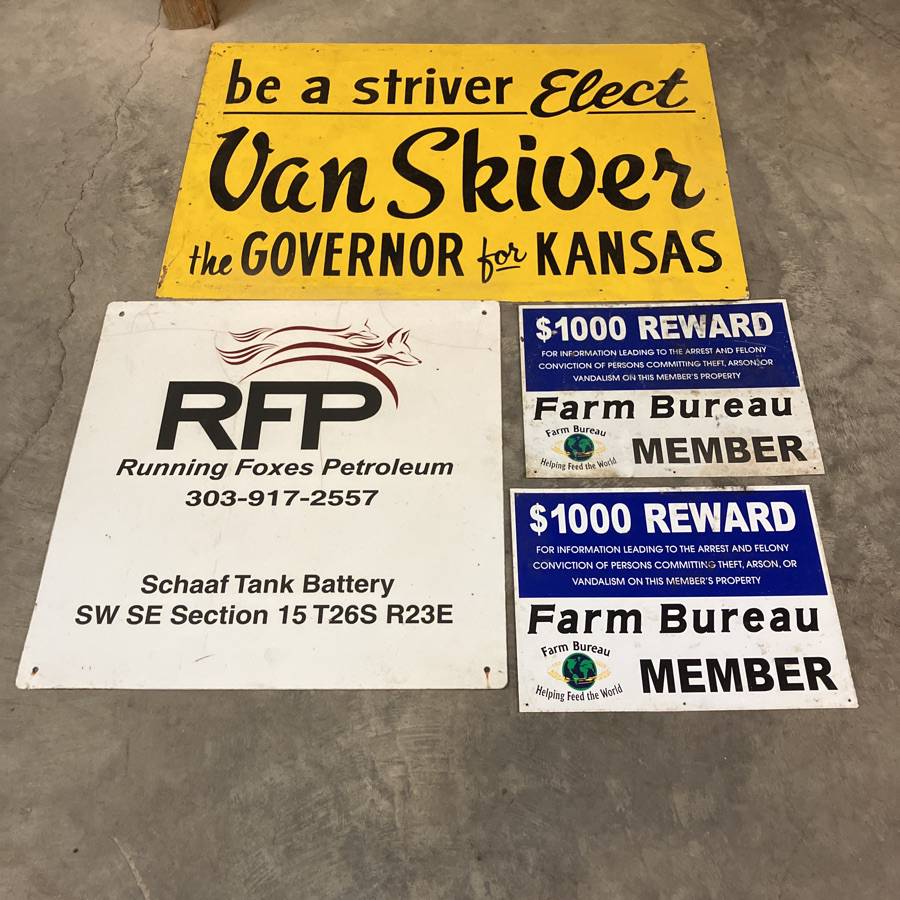 be a striver Elect
Van Skiver
the GOVERNOR for KANSAS
RFP
Running Foxes Petroleum
303-917-2557
Schaaf Tank Battery
SW SE Section 15 T26S R23E
$1000 REWARD
FOR INFORMATION LEADING TO THE ARREST AND FELONY
CONVICTION OF PERSONS COMMITTING THEFT, ARSON, OR
VANDALISM ON THIS MEMBER'S PROPERTY
Farm Bureau
Farm Bureau
Helping Feed the World
MEMBER
$1000 REWARD
FOR INFORMATION LEADING TO THE ARREST AND FELONY
CONVICTION OF PERSONS COMMITTING THEFT, ARSON, OR
VANDALISM ON THIS MEMBER'S PROPERTY
Farm Bureau
Farm Bureau
Helping Feed the World
MEMBER